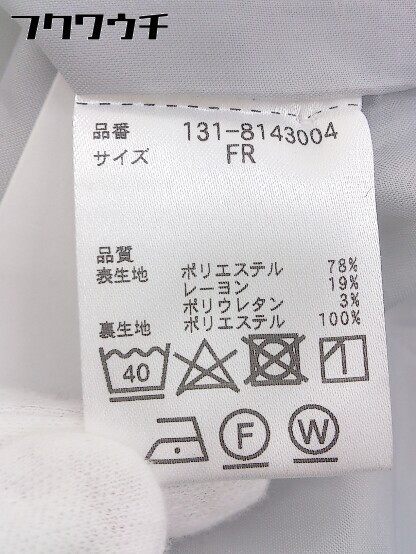 フクワウチ
品番 131-8143004
サイズ FR
品質
表生地 ポリエステル 78%
レーヨン 19%
ポリウレタン 3%
裏生地 ポリエステル 100%
40
F W